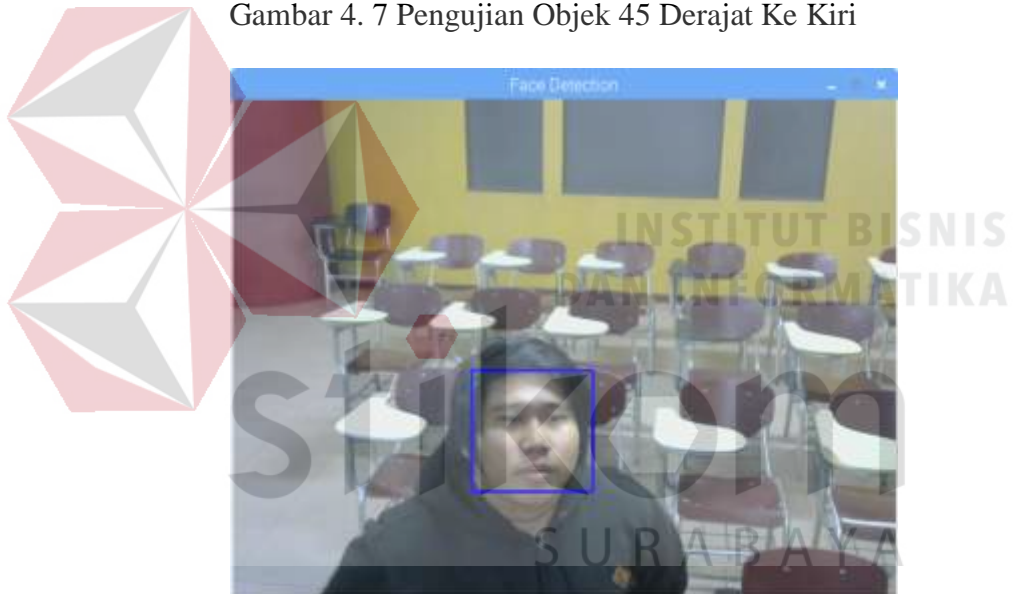 Gambar 4. 7 Pengujian Objek 45 Derajat Ke Kiri
Face Detection
INSTITUT BISNIS
DAN INFORMATIKA
stikom
SURABAYA